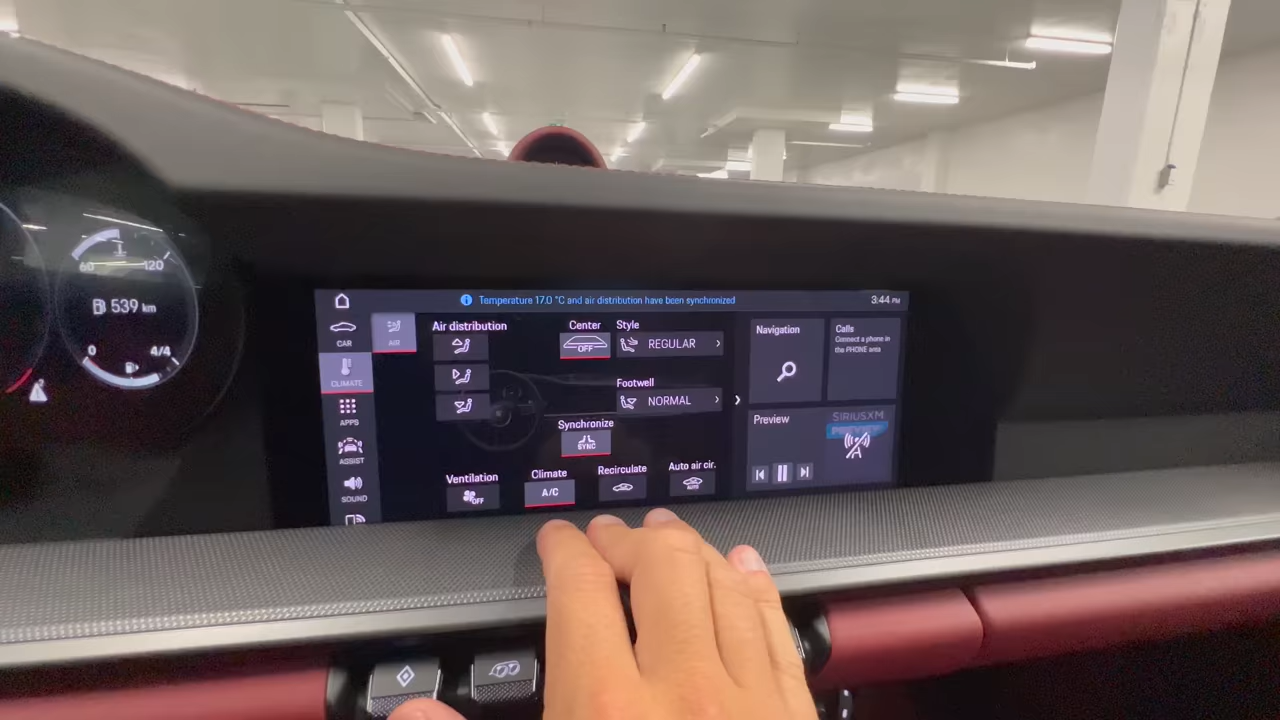 60
120
539 km
0
4/4
Temperature 17.0 °C and air distribution have been synchronized
3:44 PM
CAR
AIR
CLIMATE
APPS
ASSIST
SOUND
Air distribution
Center
OFF
Style
REGULAR
Footwell
NORMAL
Synchronize
SYNC
Ventilation
OFF
Climate
A/C
Recirculate
Auto air cir.
AUTO
Navigation
Calls
Connect a phone in
the PHONE area
Preview
SIRIUSXM
PREVIEW